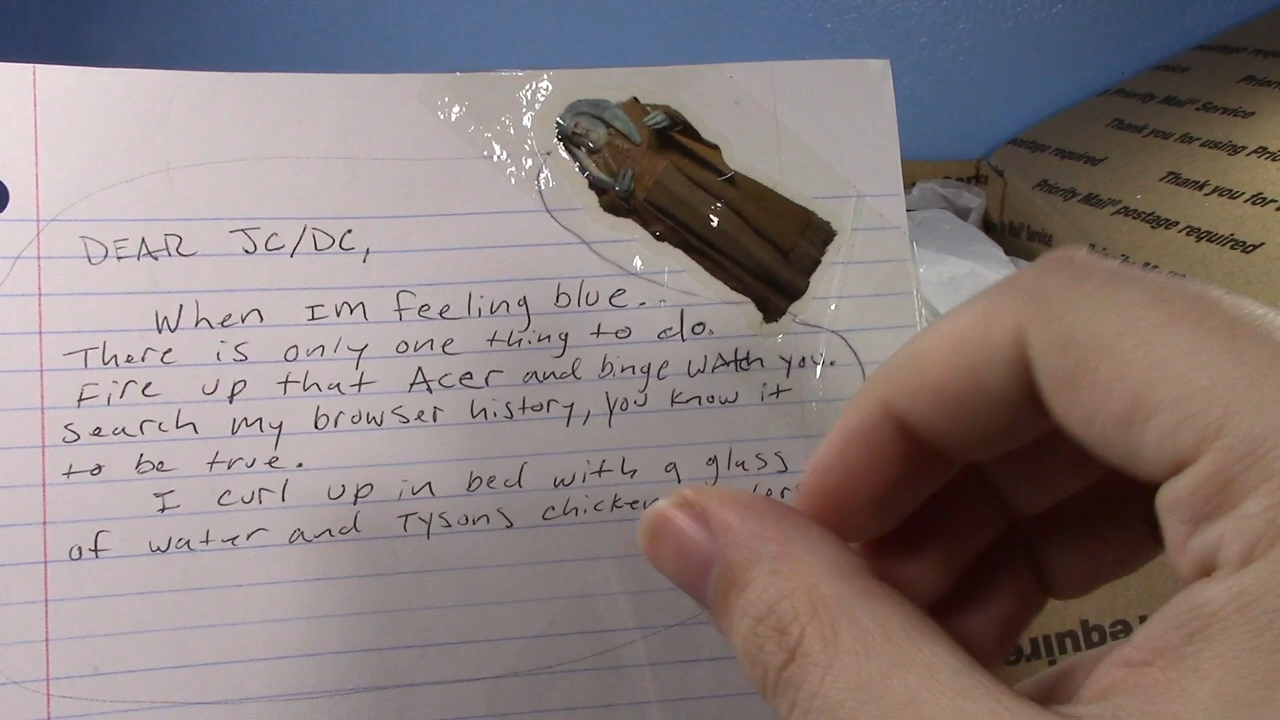 DEAR JC/DC,
When Im feeling blue..
There is only one thing to do.
Fire up that Acer and binge watch you.
Search my browser history, you know it
to be true.
I curl up in bed with a glass
of water and Tysons chicken
Priority Mail® Service
Thank you for using
postage required
Thank you for
Priority Mail® postage required